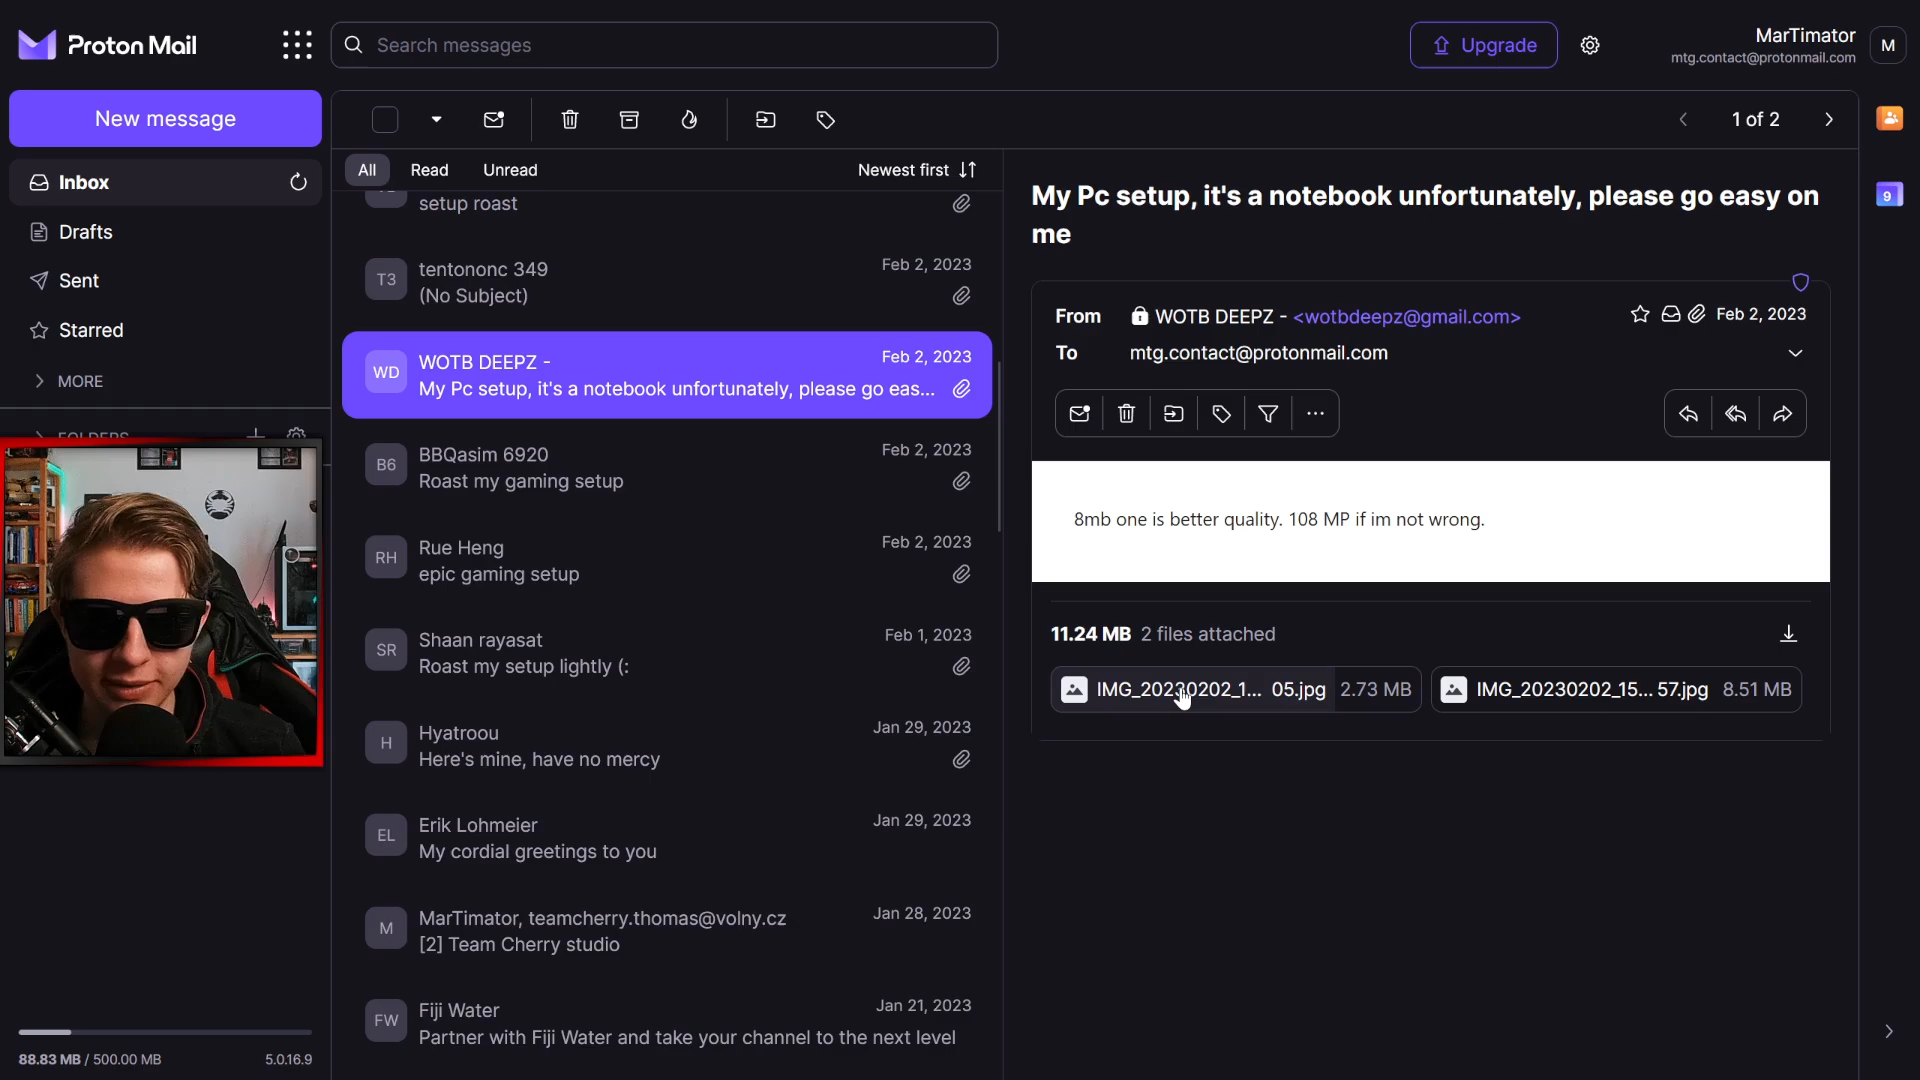 Proton Mail
Search messages
Upgrade
MarTimator
mtg.contact@protonmail.com
M
New message
1 of 2
Inbox
Drafts
Sent
Starred
MORE
FOLDERS
88.83 MB / 500.00 MB
5.0.16.9
All
Read
Unread
Newest first
setup roast
T3
tentononc 349
Feb 2, 2023
(No Subject)
WD
WOTB DEEPZ -
Feb 2, 2023
My Pc setup, it's a notebook unfortunately, please go eas...
B6
BBQasim 6920
Feb 2, 2023
Roast my gaming setup
RH
Rue Heng
Feb 2, 2023
epic gaming setup
SR
Shaan rayasat
Feb 1, 2023
Roast my setup lightly (:
H
Hyatroou
Jan 29, 2023
Here's mine, have no mercy
EL
Erik Lohmeier
Jan 29, 2023
My cordial greetings to you
M
MarTimator, teamcherry.thomas@volny.cz
Jan 28, 2023
[2] Team Cherry studio
FW
Fiji Water
Jan 21, 2023
Partner with Fiji Water and take your channel to the next level
My Pc setup, it's a notebook unfortunately, please go easy on
me
From WOTB DEEPZ - <wotbdeepz@gmail.com>
Feb 2, 2023
To mtg.contact@protonmail.com
8mb one is better quality. 108 MP if im not wrong.
11.24 MB 2 files attached
IMG_20230202_1... 05.jpg 2.73 MB
IMG_20230202_15... 57.jpg 8.51 MB
9